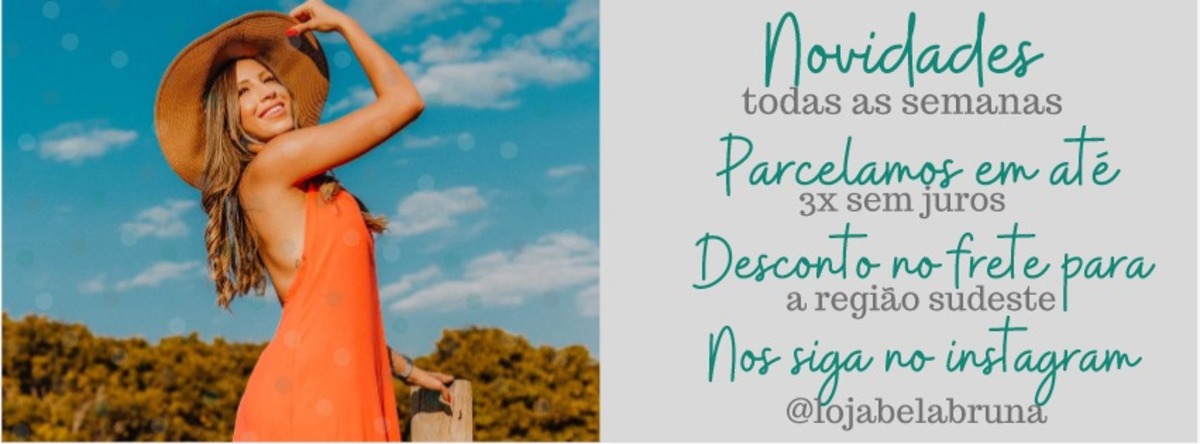 Novidades
todas as semanas
Parcelamos em até
3x sem juros
Desconto no frete para
a região sudeste
Nos siga no instagram
@lojabelabruna